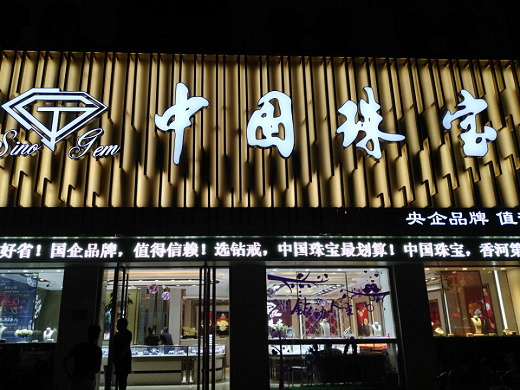 中国珠宝
Sino Gem
央企品牌 值
好省！国企品牌，值得信赖！选钻戒，中国珠宝最划算！中国珠宝，香河第